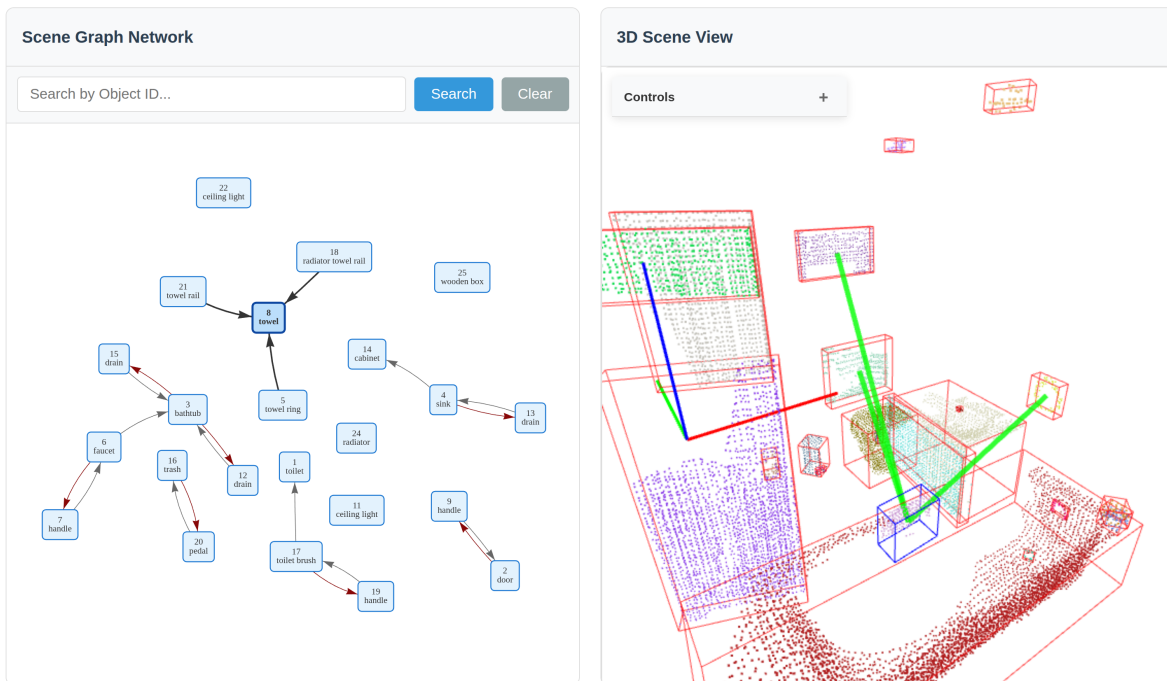 Scene Graph Network
3D Scene View
Search by Object ID...
Search
Clear
Controls
+
22
ceiling light
18
radiator towel rail
25
wooden box
21
towel rail
8
towel
14
cabinet
15
drain
5
towel ring
4
sink
3
bathtub
13
drain
24
radiator
6
faucet
16
trash
1
toilet
12
drain
11
ceiling light
9
handle
7
handle
20
pedal
17
toilet brush
2
door
19
handle